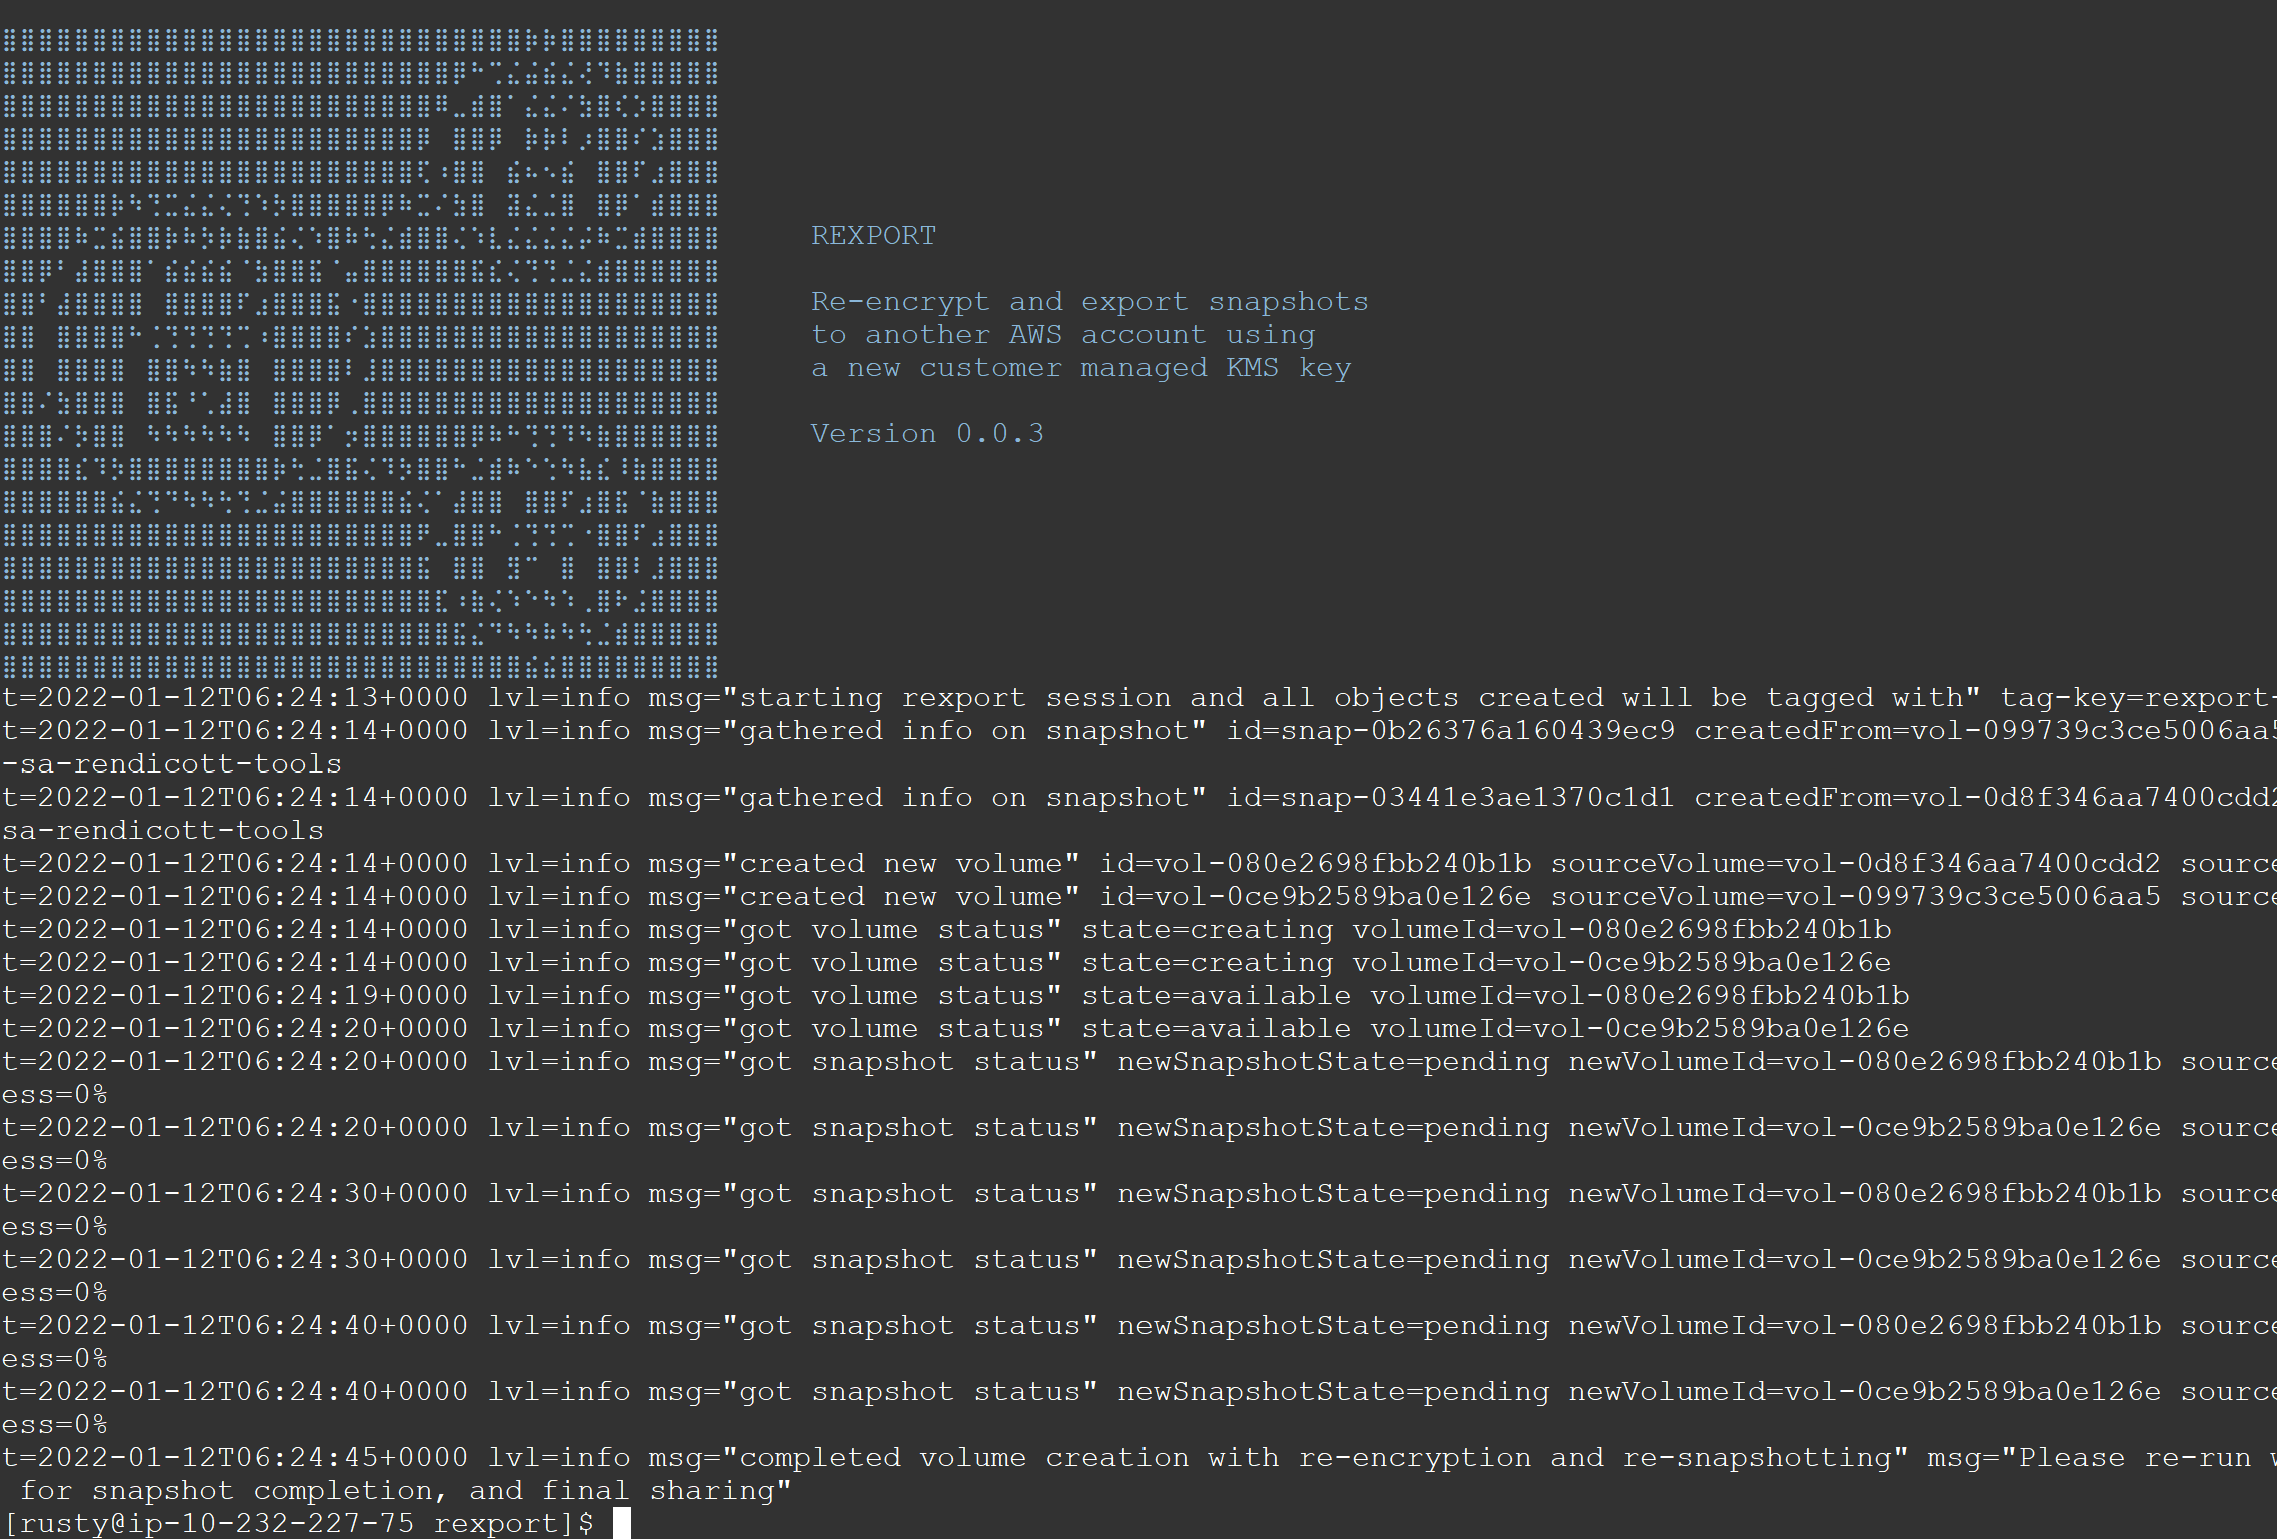 REXPORT
Re-encrypt and export snapshots
to another AWS account using
a new customer managed KMS key
Version 0.0.3
t=2022-01-12T06:24:13+0000 lvl=info msg="starting rexport session and all objects created will be tagged with" tag-key=rexport-
t=2022-01-12T06:24:14+0000 lvl=info msg="gathered info on snapshot" id=snap-0b26376a160439ec9 createdFrom=vol-099739c3ce5006aa5
-sa-rendicott-tools
t=2022-01-12T06:24:14+0000 lvl=info msg="gathered info on snapshot" id=snap-03441e3ae1370c1d1 createdFrom=vol-0d8f346aa7400cdd2
sa-rendicott-tools
t=2022-01-12T06:24:14+0000 lvl=info msg="created new volume" id=vol-080e2698fbb240b1b sourceVolume=vol-0d8f346aa7400cdd2 source
t=2022-01-12T06:24:14+0000 lvl=info msg="created new volume" id=vol-0ce9b2589ba0e126e sourceVolume=vol-099739c3ce5006aa5 source
t=2022-01-12T06:24:14+0000 lvl=info msg="got volume status" state=creating volumeId=vol-080e2698fbb240b1b
t=2022-01-12T06:24:14+0000 lvl=info msg="got volume status" state=creating volumeId=vol-0ce9b2589ba0e126e
t=2022-01-12T06:24:19+0000 lvl=info msg="got volume status" state=available volumeId=vol-080e2698fbb240b1b
t=2022-01-12T06:24:20+0000 lvl=info msg="got volume status" state=available volumeId=vol-0ce9b2589ba0e126e
t=2022-01-12T06:24:20+0000 lvl=info msg="got snapshot status" newSnapshotState=pending newVolumeId=vol-080e2698fbb240b1b source
ess=0%
t=2022-01-12T06:24:20+0000 lvl=info msg="got snapshot status" newSnapshotState=pending newVolumeId=vol-0ce9b2589ba0e126e source
ess=0%
t=2022-01-12T06:24:30+0000 lvl=info msg="got snapshot status" newSnapshotState=pending newVolumeId=vol-080e2698fbb240b1b source
ess=0%
t=2022-01-12T06:24:30+0000 lvl=info msg="got snapshot status" newSnapshotState=pending newVolumeId=vol-0ce9b2589ba0e126e source
ess=0%
t=2022-01-12T06:24:40+0000 lvl=info msg="got snapshot status" newSnapshotState=pending newVolumeId=vol-080e2698fbb240b1b source
ess=0%
t=2022-01-12T06:24:40+0000 lvl=info msg="got snapshot status" newSnapshotState=pending newVolumeId=vol-0ce9b2589ba0e126e source
ess=0%
t=2022-01-12T06:24:45+0000 lvl=info msg="completed volume creation with re-encryption and re-snapshotting" msg="Please re-run w
for snapshot completion, and final sharing"
[rusty@ip-10-232-227-75 rexport]$